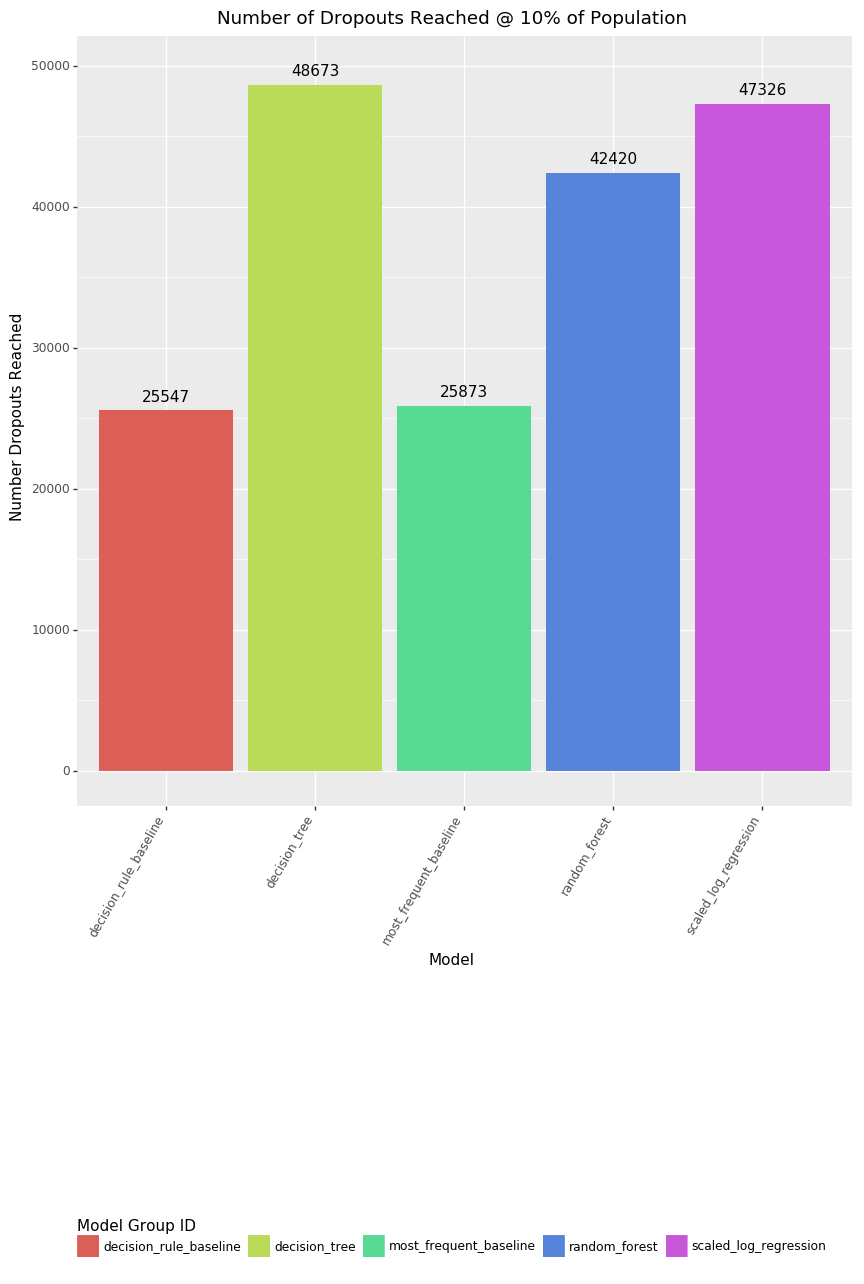 Number of Dropouts Reached @ 10% of Population
Number Dropouts Reached
50000
40000
30000
20000
10000
0
25547
48673
25873
42420
47326
decision_rule_baseline
decision_tree
most_frequent_baseline
random_forest
scaled_log_regression
Model
Model Group ID
decision_rule_baseline decision_tree most_frequent_baseline random_forest scaled_log_regression